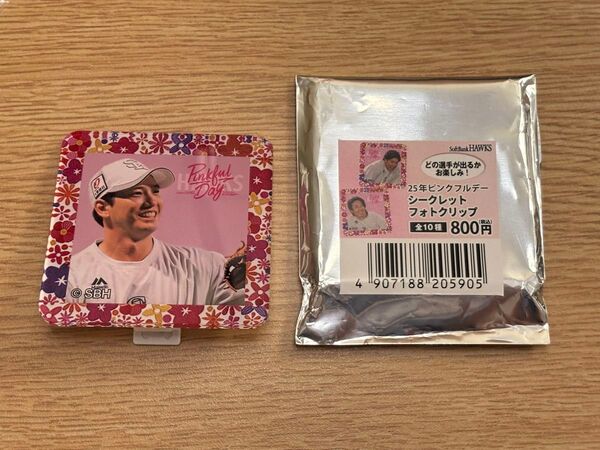 Pinkful
Day
HAWKS
© SBH
SoftBank HAWKS
どの選手が出るか
お楽しみ!
25年ピンクフルデー
シークレット
フォトクリップ
全10種 800円(税込)
4 907188 205905